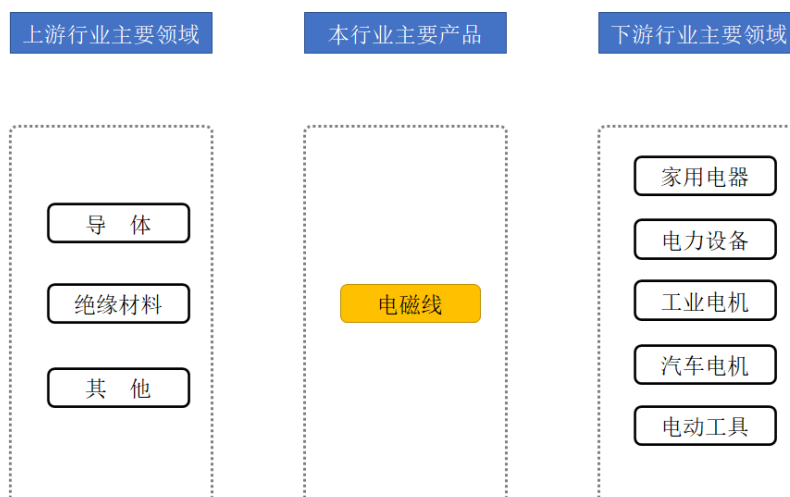 上游行业主要领域
本行业主要产品
下游行业主要领域
导 体
绝缘材料
其 他
电磁线
家用电器
电力设备
工业电机
汽车电机
电动工具